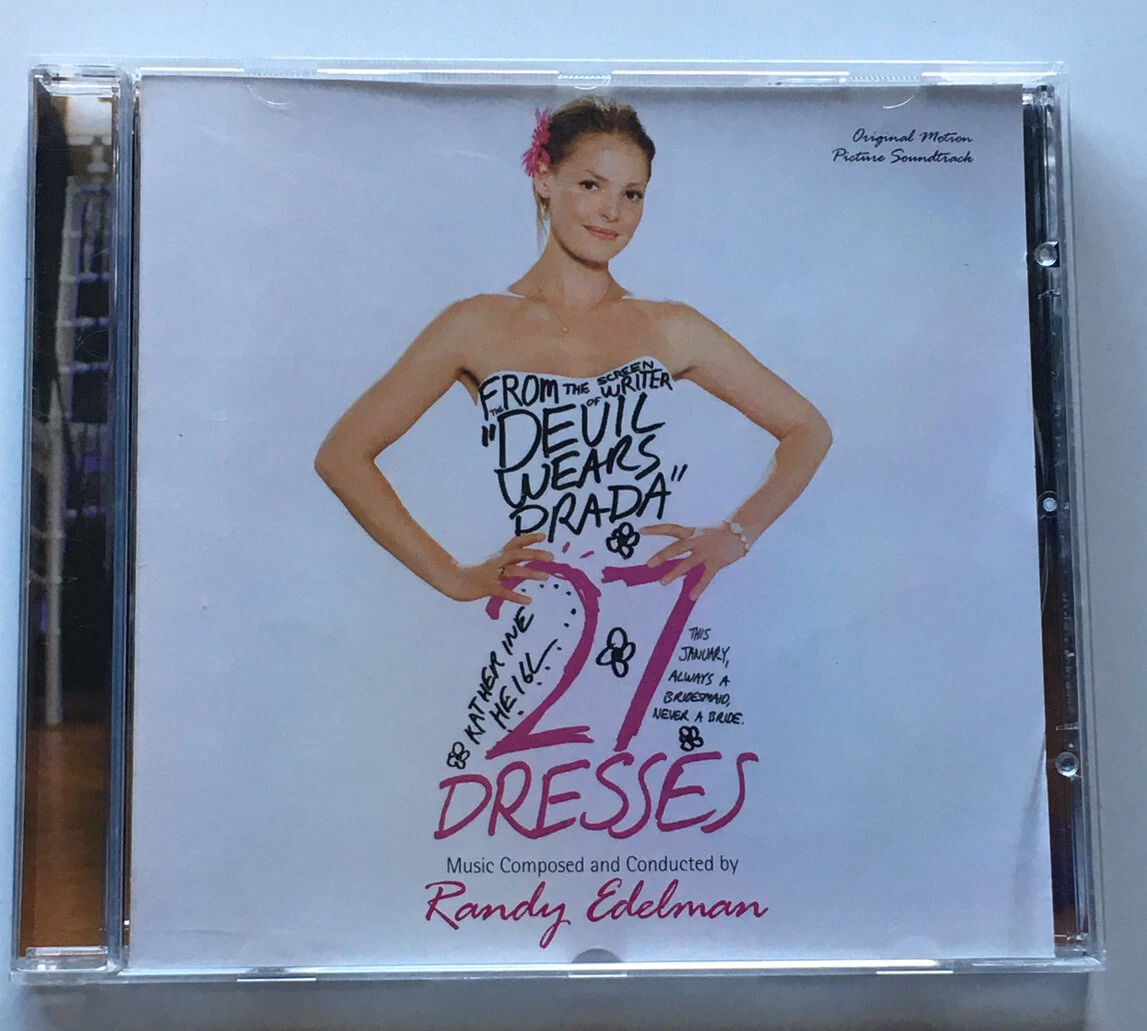 Original Motion
Picture Soundtrack
FROM THE SCREEN
WRITER
THE OF
"DEVIL
WEARS
PRADA"
27
KATHERINE
HEIGL
THIS
JANUARY,
ALWAYS A
BRIDESMAID,
NEVER A BRIDE.
DRESSES
Music Composed and Conducted by
Randy Edelman